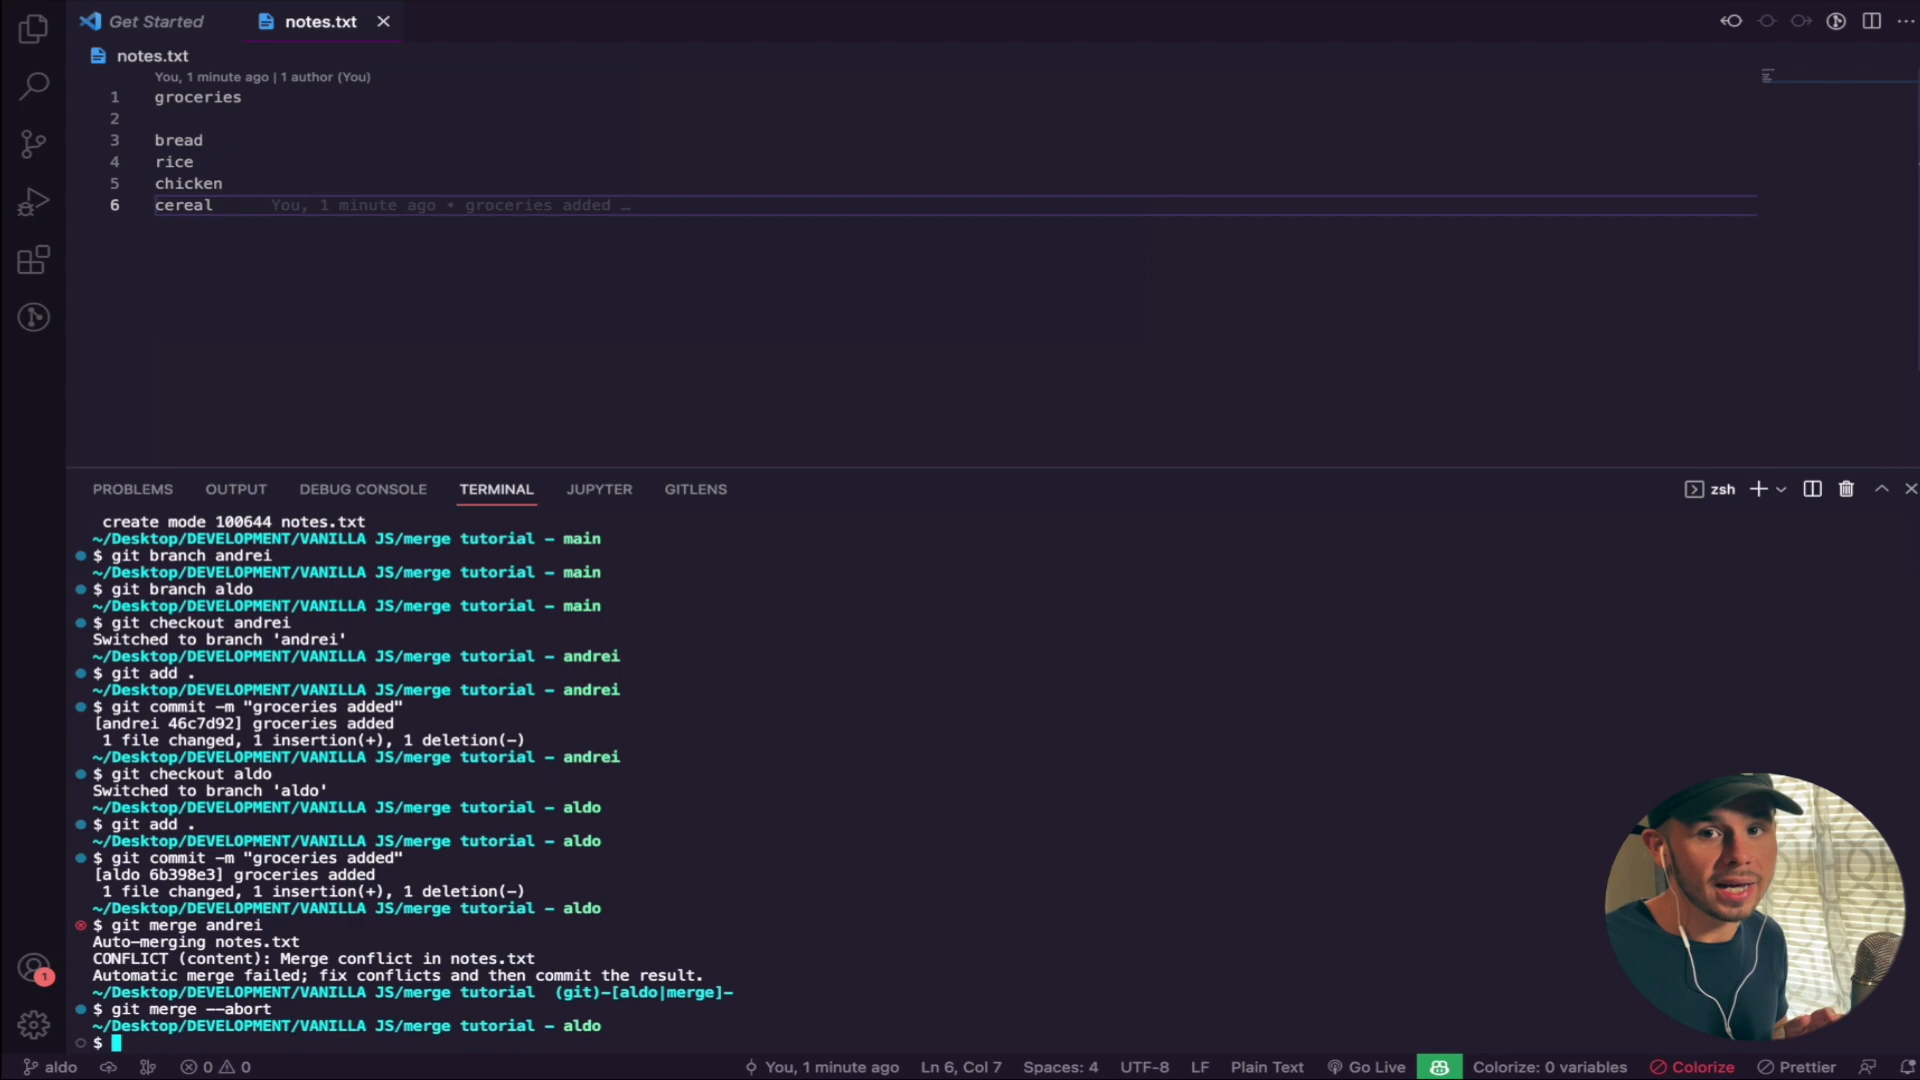 Get Started
notes.txt
notes.txt
You, 1 minute ago | 1 author (You)
1 groceries
2
3 bread
4 rice
5 chicken
6 cereal You, 1 minute ago • groceries added …
PROBLEMS OUTPUT DEBUG CONSOLE TERMINAL JUPYTER GITLENS
zsh
create mode 100644 notes.txt
~/Desktop/DEVELOPMENT/VANILLA JS/merge tutorial – main
$ git branch andrei
~/Desktop/DEVELOPMENT/VANILLA JS/merge tutorial – main
$ git branch aldo
~/Desktop/DEVELOPMENT/VANILLA JS/merge tutorial – main
$ git checkout andrei
Switched to branch 'andrei'
~/Desktop/DEVELOPMENT/VANILLA JS/merge tutorial – andrei
$ git add .
~/Desktop/DEVELOPMENT/VANILLA JS/merge tutorial – andrei
$ git commit -m "groceries added"
[andrei 46c7d92] groceries added
1 file changed, 1 insertion(+), 1 deletion(-)
~/Desktop/DEVELOPMENT/VANILLA JS/merge tutorial – andrei
$ git checkout aldo
Switched to branch 'aldo'
~/Desktop/DEVELOPMENT/VANILLA JS/merge tutorial – aldo
$ git add .
~/Desktop/DEVELOPMENT/VANILLA JS/merge tutorial – aldo
$ git commit -m "groceries added"
[aldo 6b398e3] groceries added
1 file changed, 1 insertion(+), 1 deletion(-)
~/Desktop/DEVELOPMENT/VANILLA JS/merge tutorial – aldo
$ git merge andrei
Auto-merging notes.txt
CONFLICT (content): Merge conflict in notes.txt
Automatic merge failed; fix conflicts and then commit the result.
~/Desktop/DEVELOPMENT/VANILLA JS/merge tutorial (git)-[aldo|merge]-
$ git merge --abort
~/Desktop/DEVELOPMENT/VANILLA JS/merge tutorial – aldo
$
1
aldo 0 0 You, 1 minute ago Ln 6, Col 7 Spaces: 4 UTF-8 LF Plain Text Go Live Colorize: 0 variables Colorize Prettier